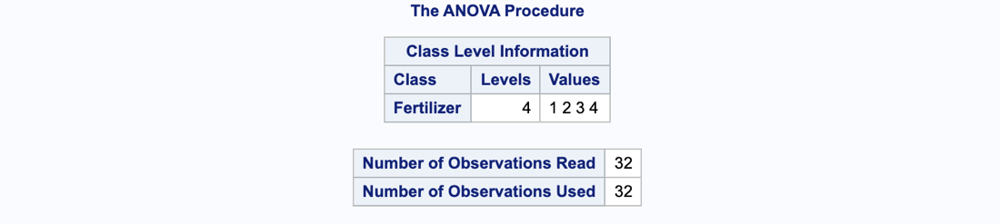 The ANOVA Procedure
Class Level Information
Class Levels Values
Fertilizer 4 1 2 3 4
Number of Observations Read 32
Number of Observations Used 32